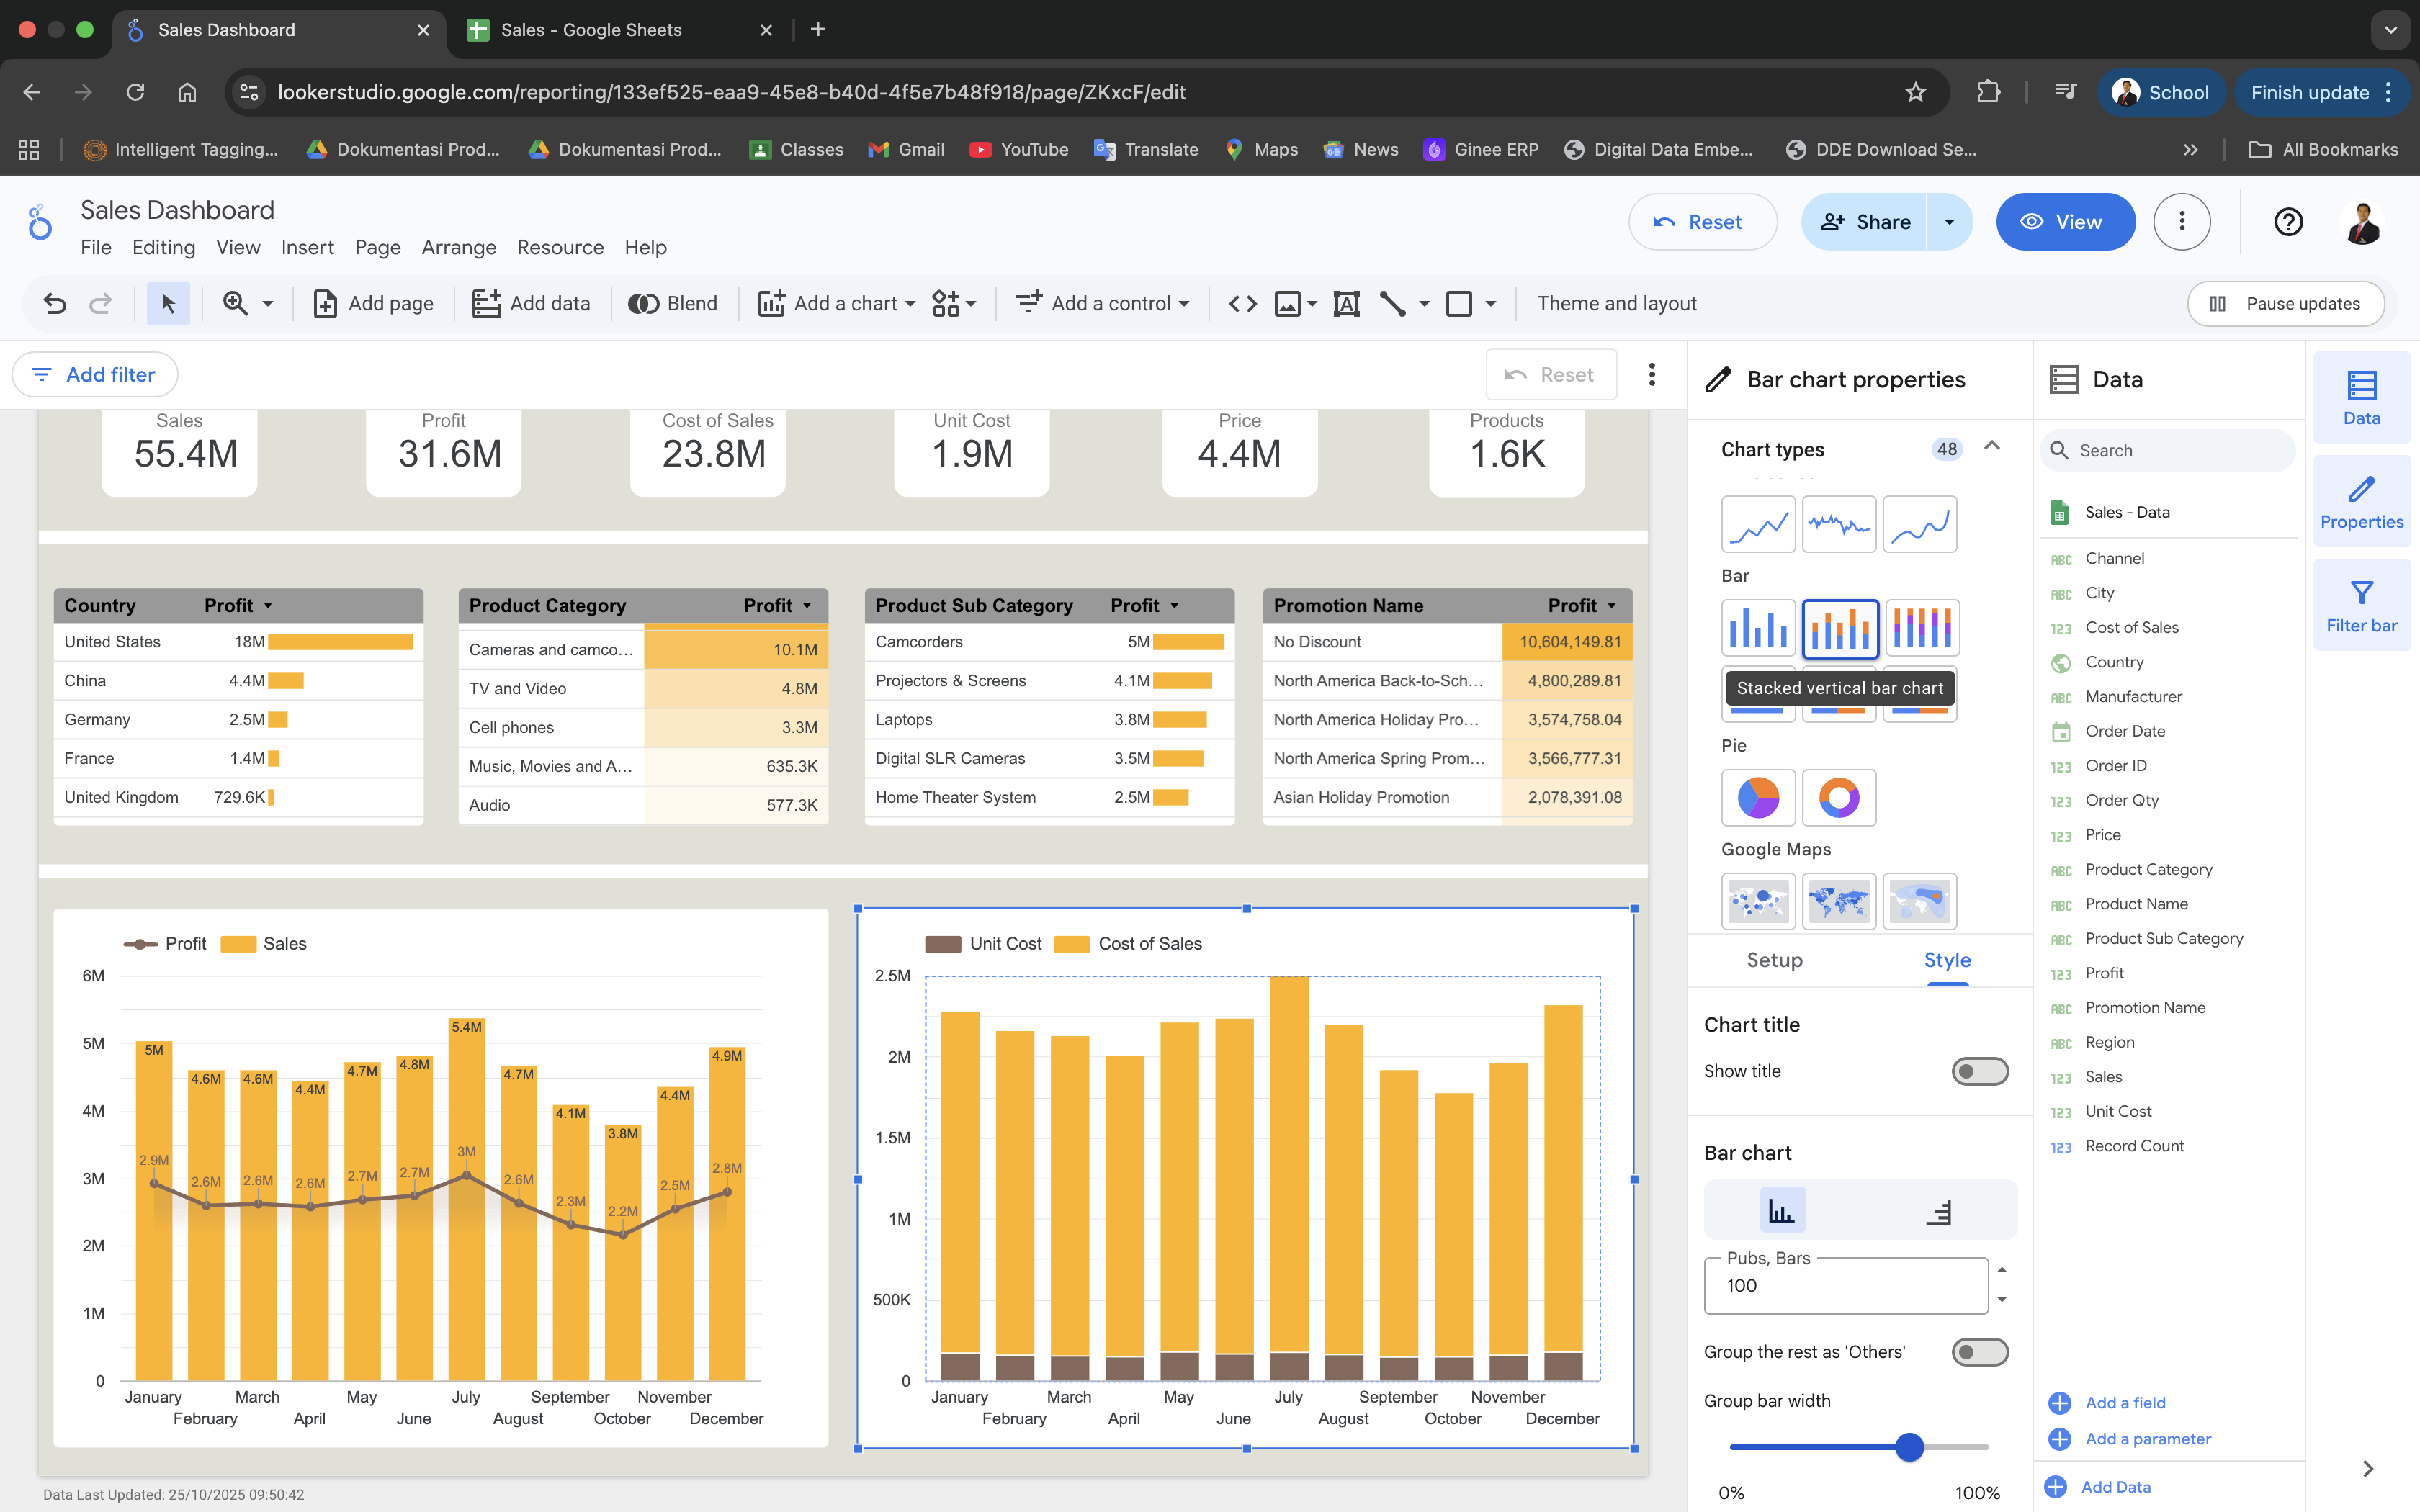 Sales Dashboard
Sales - Google Sheets
lookerstudio.google.com/reporting/133ef525-eaa9-45e8-b40d-4f5e7b48f918/page/ZKxcF/edit
School
Finish update
Intelligent Tagging...
Dokumentasi Prod...
Dokumentasi Prod...
Classes
Gmail
YouTube
Translate
Maps
News
Ginee ERP
Digital Data Embe...
DDE Download Se...
All Bookmarks
Sales Dashboard
File Editing View Insert Page Arrange Resource Help
Reset
Share
View
Add page
Add data
Blend
Add a chart
Add a control
Theme and layout
Pause updates
Add filter
Reset
Sales
55.4M
Profit
31.6M
Cost of Sales
23.8M
Unit Cost
1.9M
Price
4.4M
Products
1.6K
Country Profit
United States 18M
China 4.4M
Germany 2.5M
France 1.4M
United Kingdom 729.6K
Product Category Profit
Cameras and camco... 10.1M
TV and Video 4.8M
Cell phones 3.3M
Music, Movies and A... 635.3K
Audio 577.3K
Product Sub Category Profit
Camcorders 5M
Projectors & Screens 4.1M
Laptops 3.8M
Digital SLR Cameras 3.5M
Home Theater System 2.5M
Promotion Name Profit
No Discount 10,604,149.81
North America Back-to-Sch... 4,800,289.81
North America Holiday Pro... 3,574,758.04
North America Spring Prom... 3,566,777.31
Asian Holiday Promotion 2,078,391.08
Profit Sales
6M
5M
4M
3M
2M
1M
0
5M
4.6M
4.6M
4.4M
4.7M
4.8M
5.4M
4.7M
4.1M
3.8M
4.4M
4.9M
2.9M
2.6M
2.6M
2.6M
2.7M
2.7M
3M
2.6M
2.3M
2.2M
2.5M
2.8M
January March May July September November
February April June August October December
Unit Cost Cost of Sales
2.5M
2M
1.5M
1M
500K
0
January March May July September November
February April June August October December
Data Last Updated: 25/10/2025 09:50:42
Bar chart properties
Chart types 48
Bar
Stacked vertical bar chart
Pie
Google Maps
Setup Style
Chart title
Show title
Bar chart
Pubs, Bars
100
Group the rest as 'Others'
Group bar width
0% 100%
Data
Search
Sales - Data
ABC Channel
ABC City
123 Cost of Sales
Country
ABC Manufacturer
Order Date
123 Order ID
123 Order Qty
123 Price
ABC Product Category
ABC Product Name
ABC Product Sub Category
123 Profit
ABC Promotion Name
ABC Region
123 Sales
123 Unit Cost
123 Record Count
Add a field
Add a parameter
Add Data
Data
Properties
Filter bar